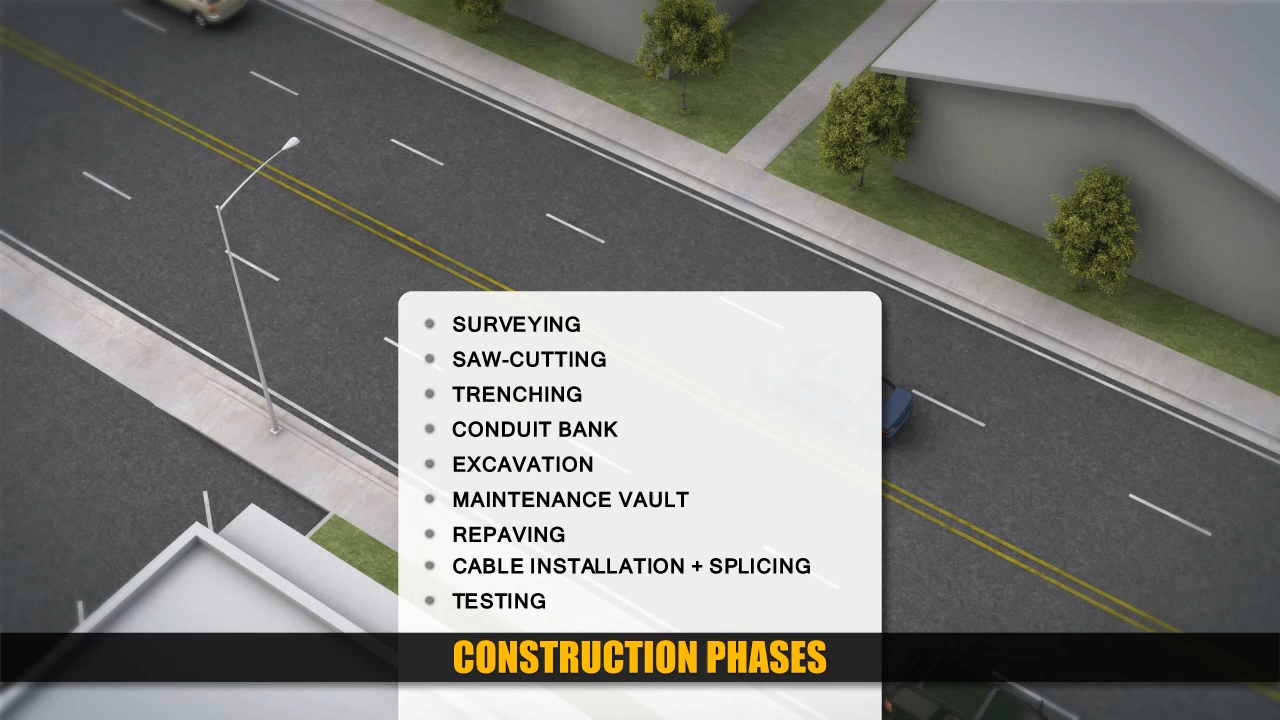 SURVEYING
SAW-CUTTING
TRENCHING
CONDUIT BANK
EXCAVATION
MAINTENANCE VAULT
REPAVING
CABLE INSTALLATION + SPLICING
TESTING
CONSTRUCTION PHASES